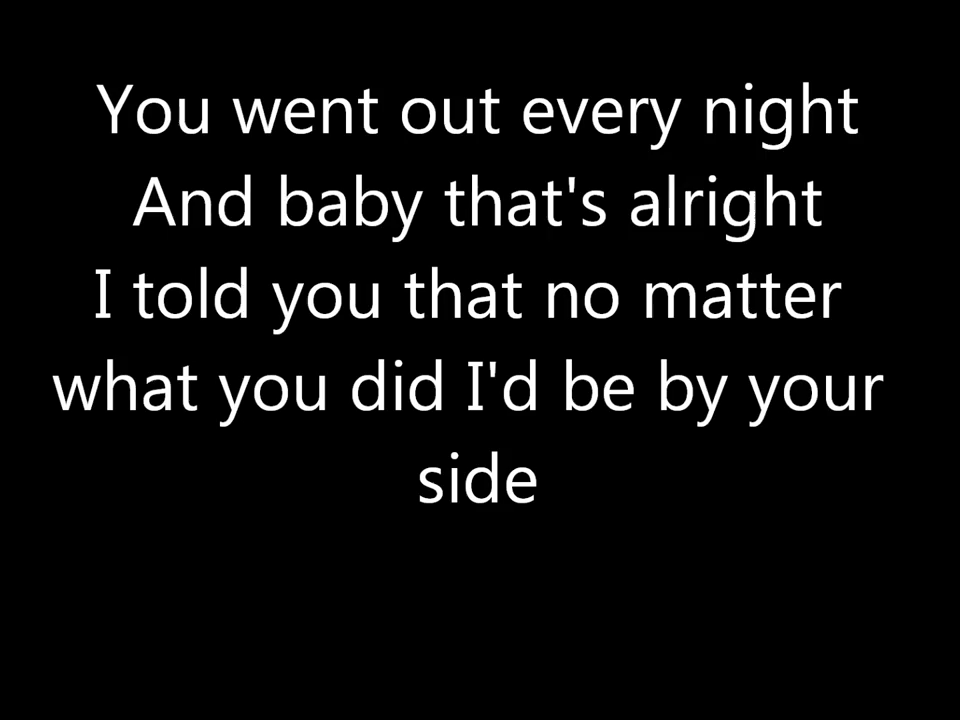 You went out every night
And baby that's alright
I told you that no matter
what you did I'd be by your
side